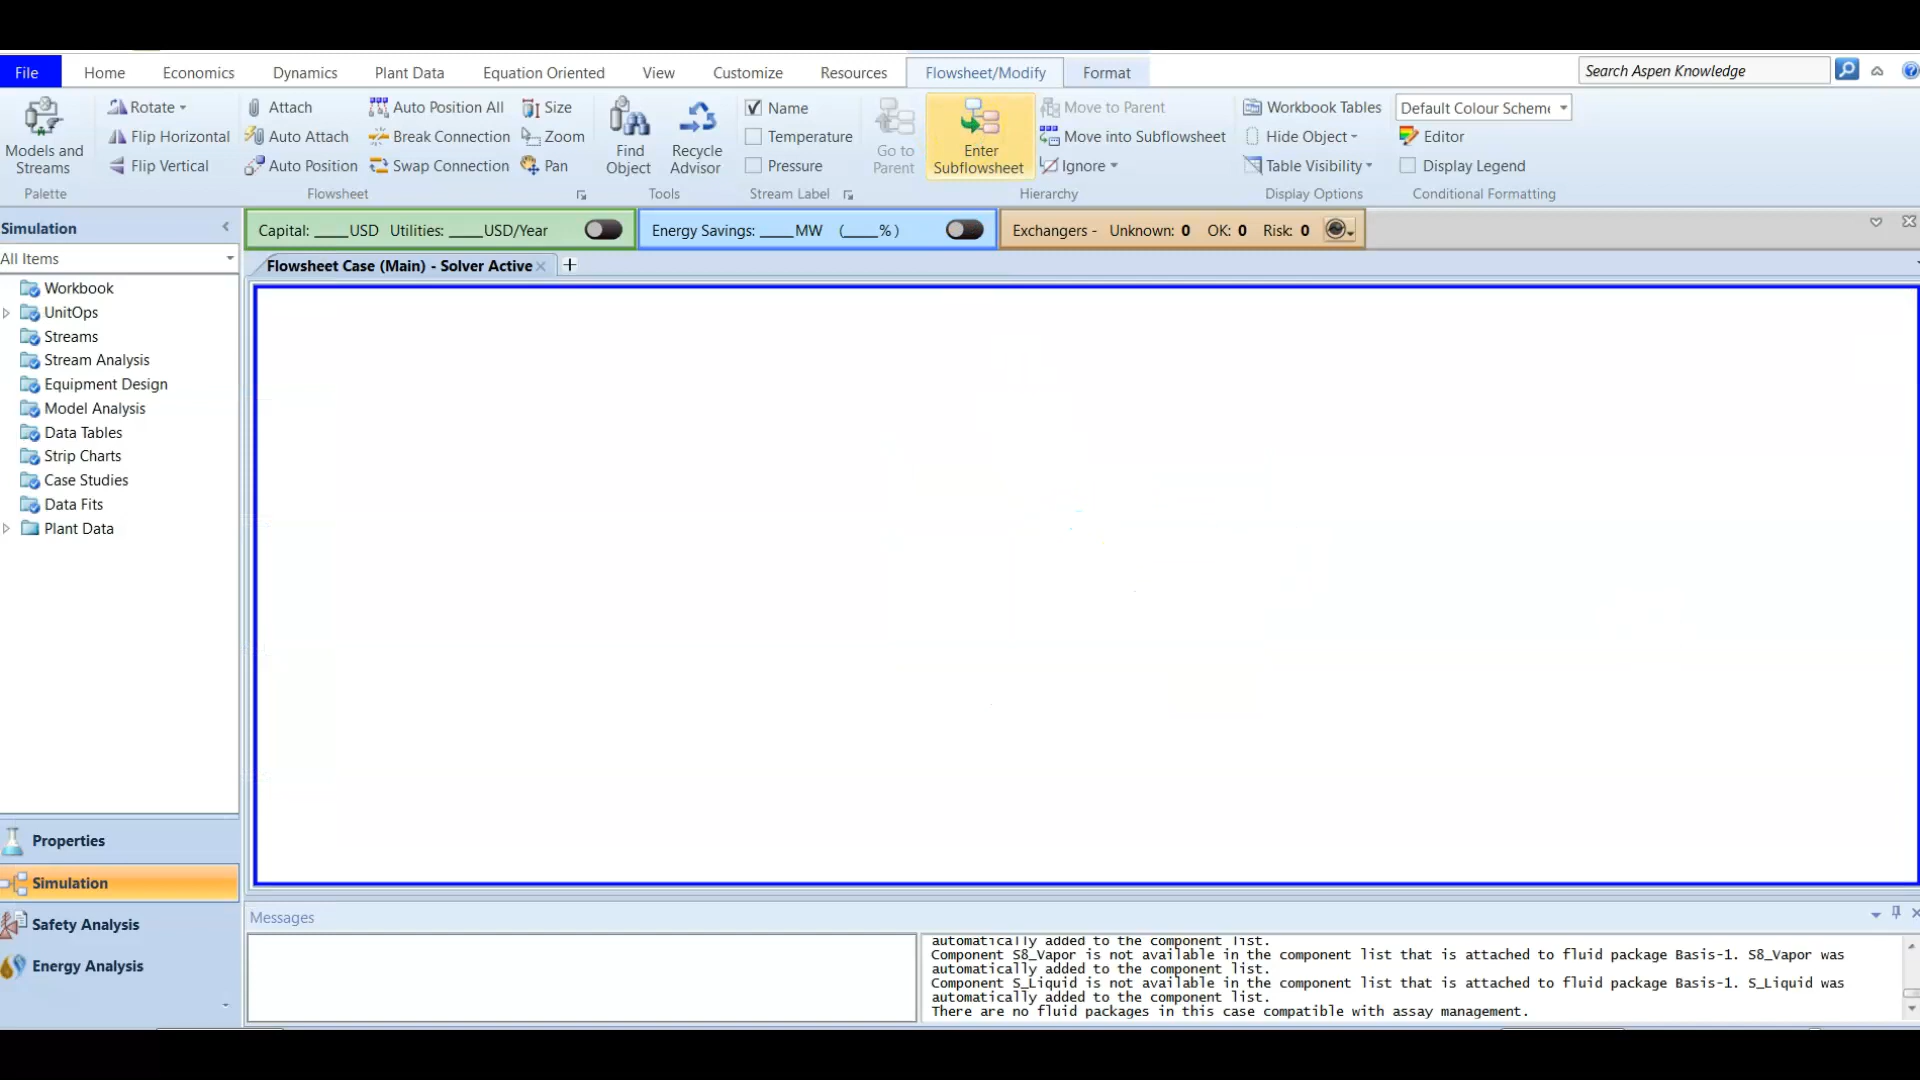 File Home Economics Dynamics Plant Data Equation Oriented View Customize Resources Flowsheet/Modify Format Search Aspen Knowledge
Models and Streams
Palette
Rotate
Flip Horizontal
Flip Vertical
Attach
Auto Attach
Auto Position
Auto Position All
Break Connection
Swap Connection
Size
Zoom
Pan
Flowsheet
Find Object
Recycle Advisor
Tools
Name
Temperature
Pressure
Stream Label
Go to Parent
Enter Subflowsheet
Move to Parent
Move into Subflowsheet
Ignore
Hierarchy
Workbook Tables
Hide Object
Table Visibility
Display Options
Default Colour Scheme
Editor
Display Legend
Conditional Formatting
Simulation
All Items
Workbook
UnitOps
Streams
Stream Analysis
Equipment Design
Model Analysis
Data Tables
Strip Charts
Case Studies
Data Fits
Plant Data
Properties
Simulation
Safety Analysis
Energy Analysis
Capital: ____USD Utilities: ____USD/Year
Energy Savings: ____MW (____%)
Exchangers - Unknown: 0 OK: 0 Risk: 0
Flowsheet Case (Main) - Solver Active
Messages
automatically added to the component list.
Component S8_Vapor is not available in the component list that is attached to fluid package Basis-1. S8_Vapor was
automatically added to the component list.
Component S_Liquid is not available in the component list that is attached to fluid package Basis-1. S_Liquid was
automatically added to the component list.
There are no fluid packages in this case compatible with assay management.